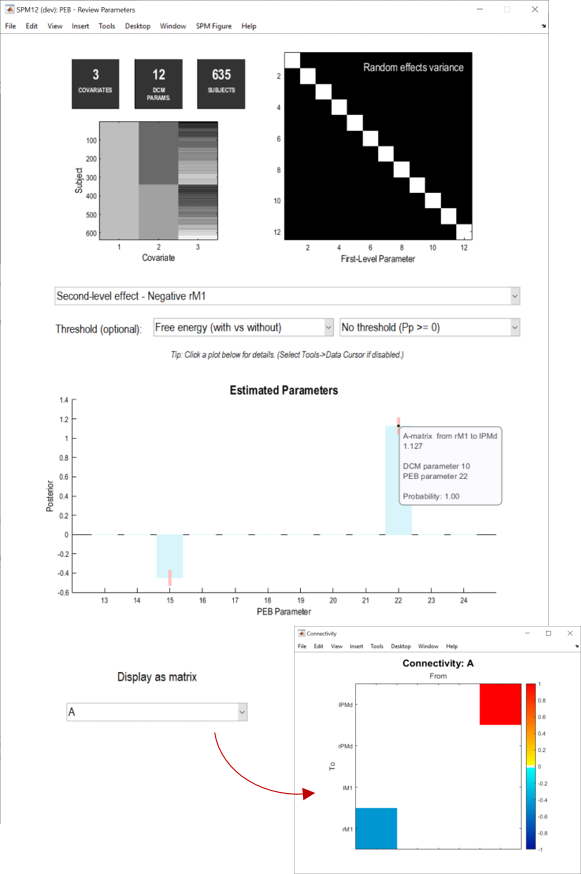 SPM12 (dev): PEB - Review Parameters
File Edit View Insert Tools Desktop Window SPM Figure Help
3
COVARIATES
12
DCM
PARAMS.
635
SUBJECTS
Random effects variance
2
4
6
8
10
12
2 4 6 8 10 12
First-Level Parameter
100
200
300
400
500
600
Subject
1 2 3
Covariate
Second-level effect - Negative rM1
Threshold (optional):
Free energy (with vs without)
No threshold (Pp >= 0)
Tip: Click a plot below for details. (Select Tools->Data Cursor if disabled.)
Estimated Parameters
1.4
1.2
1
0.8
0.6
0.4
0.2
0
-0.2
-0.4
-0.6
Posterior
A-matrix from rM1 to lPMd
1.127
DCM parameter 10
PEB parameter 22
Probability: 1.00
13 14 15 16 17 18 19 20 21 22 23 24
PEB Parameter
Display as matrix
A
Connectivity
File Edit View Insert Tools Desktop Window Help
Connectivity: A
From
To
lPMd
rPMd
lM1
rM1
1
0.8
0.6
0.4
0.2
0
-0.2
-0.4
-0.6
-0.8
-1